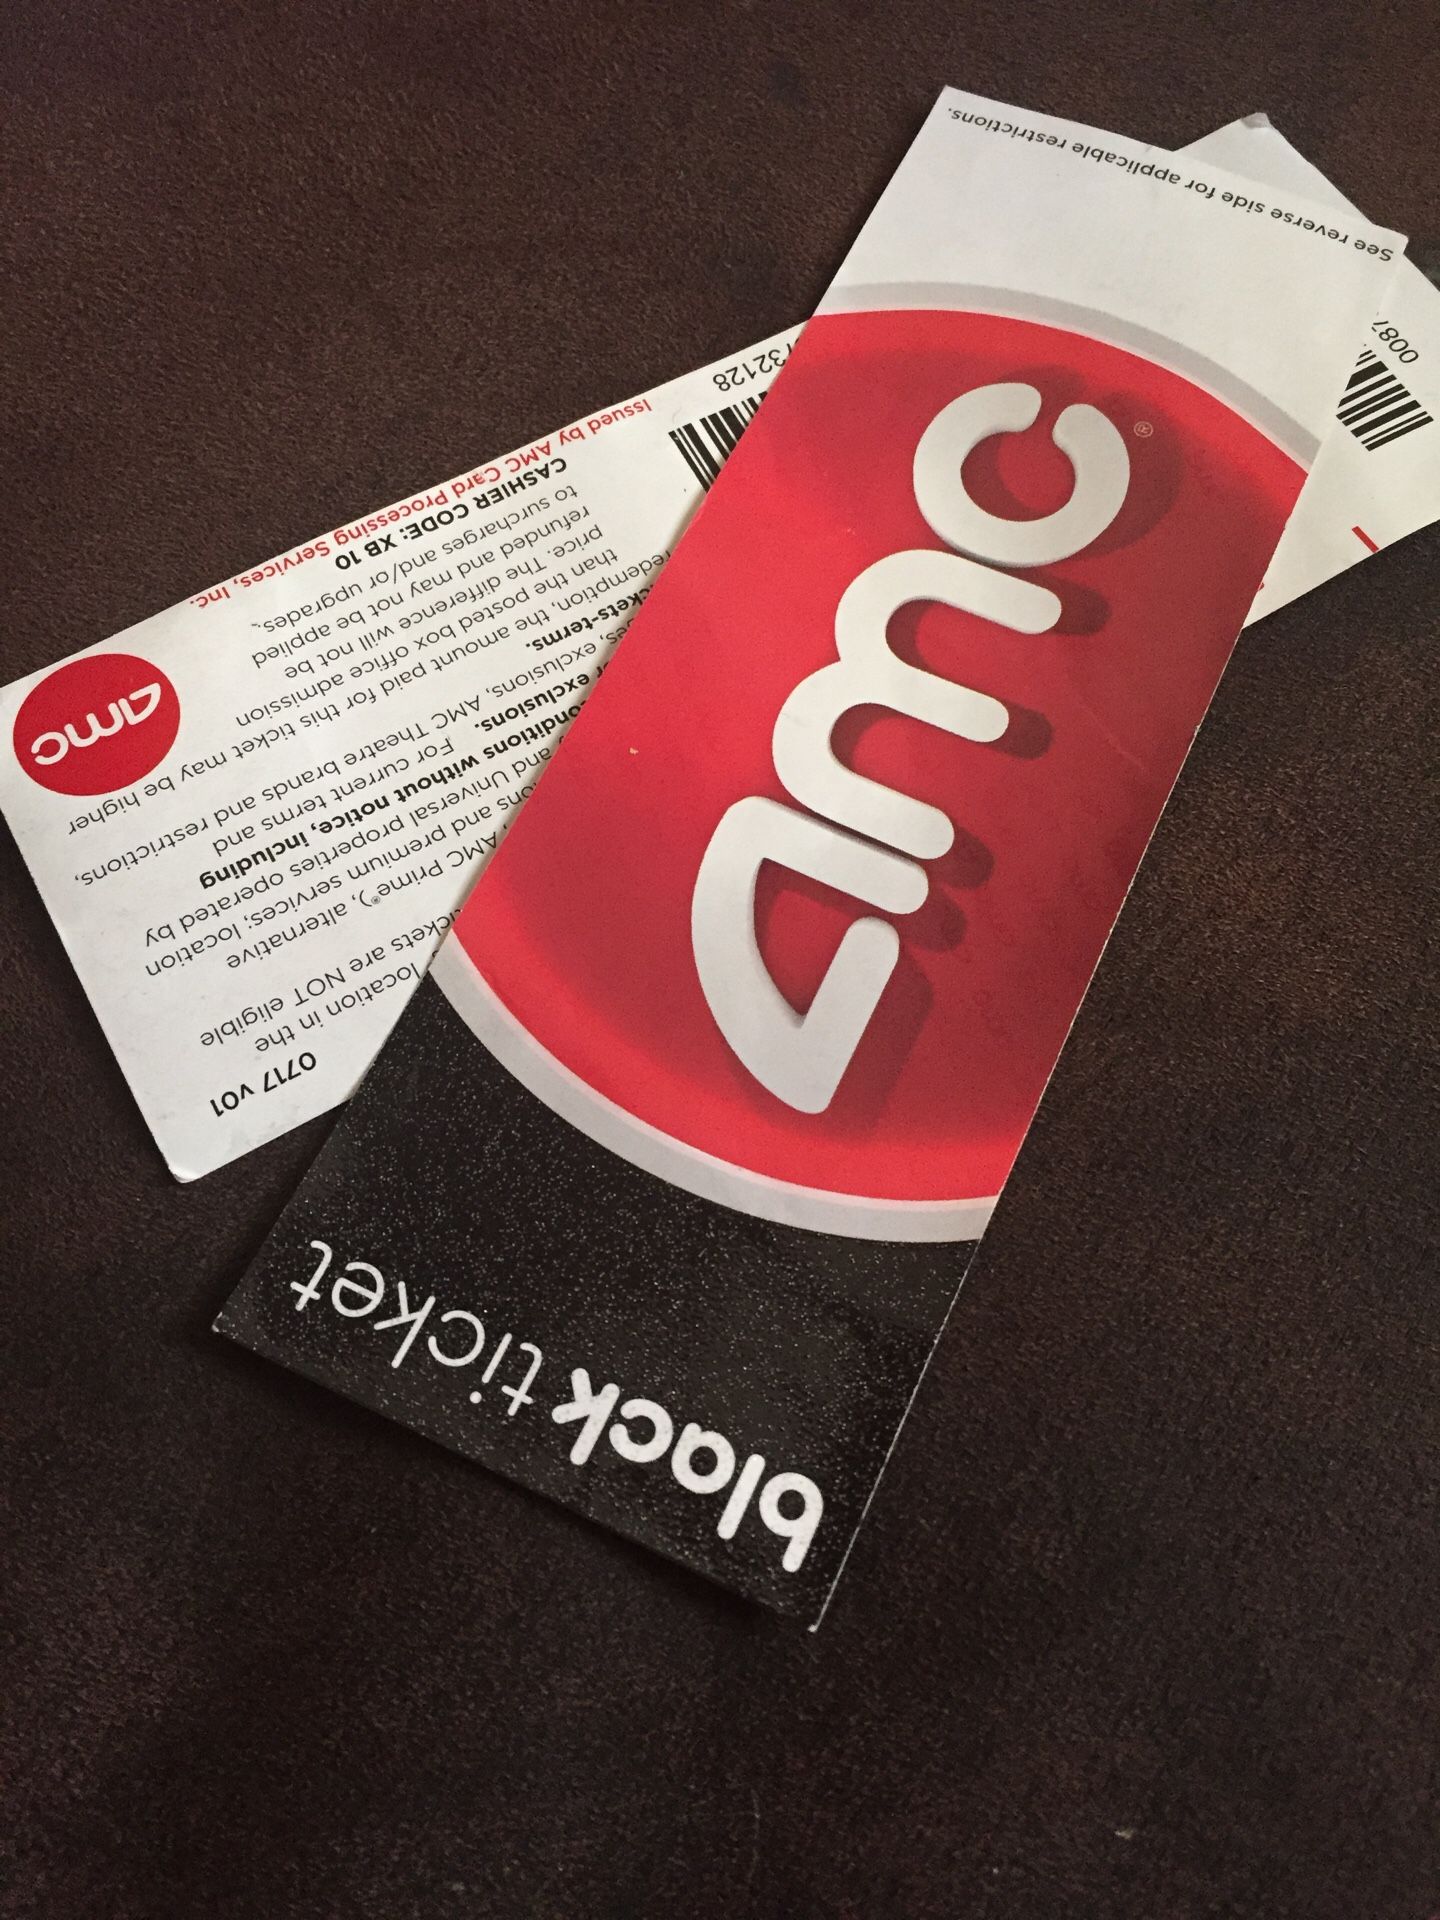 black ticket
amc®
See reverse side for applicable restrictions.
0717 v01
location in the
tickets are NOT eligible
AMC Prime®), alternative
and premium services; location
and Universal properties operated by
conditions without notice, including
exclusions. For current terms and
exclusions, AMC Theatre brands and restrictions,
redemption, the amount paid for this ticket may be higher
than the posted box office admission
price. The difference will not be
refunded and may not be applied
to surcharges and/or upgrades.
CASHIER CODE: XB 10
Issued by AMC Card Processing Services, Inc.
amc
732128
0087